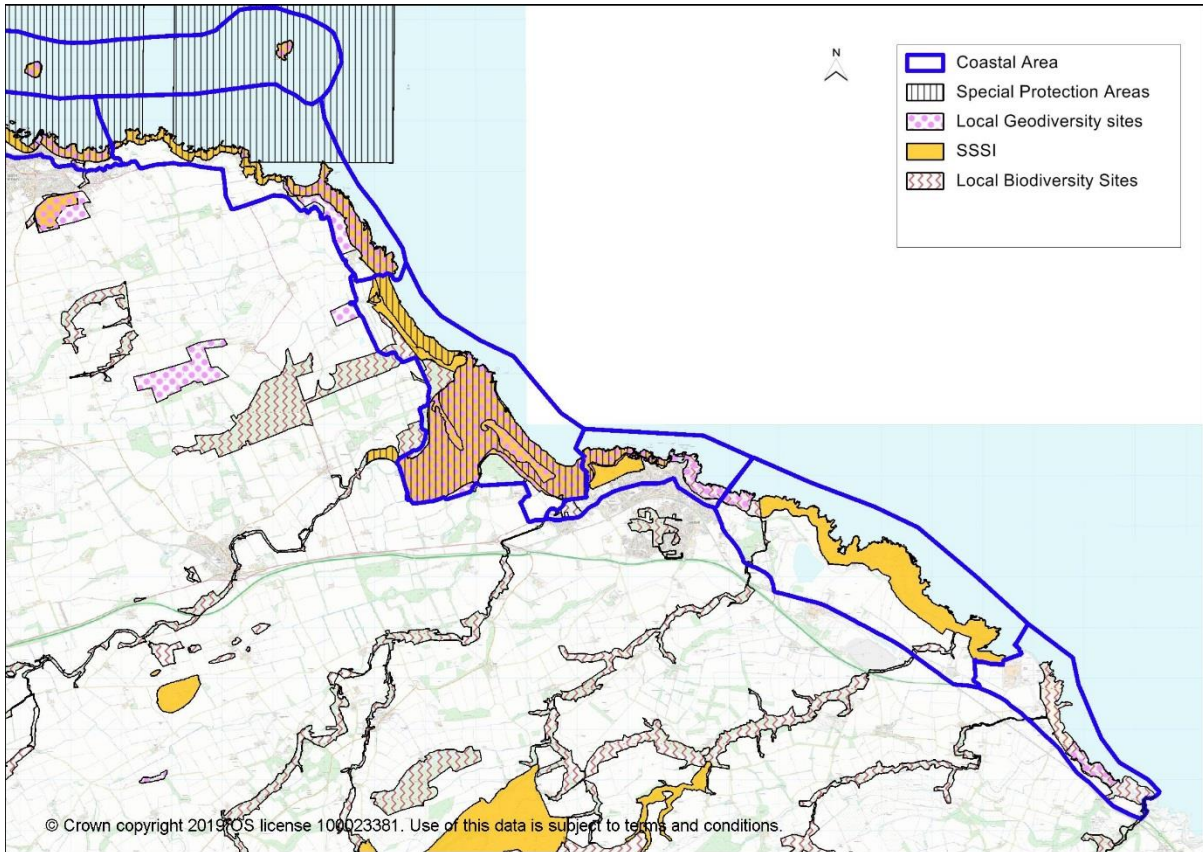 N
Coastal Area
Special Protection Areas
Local Geodiversity sites
SSSI
Local Biodiversity Sites
© Crown copyright 2019 OS license 100023381. Use of this data is subject to terms and conditions.